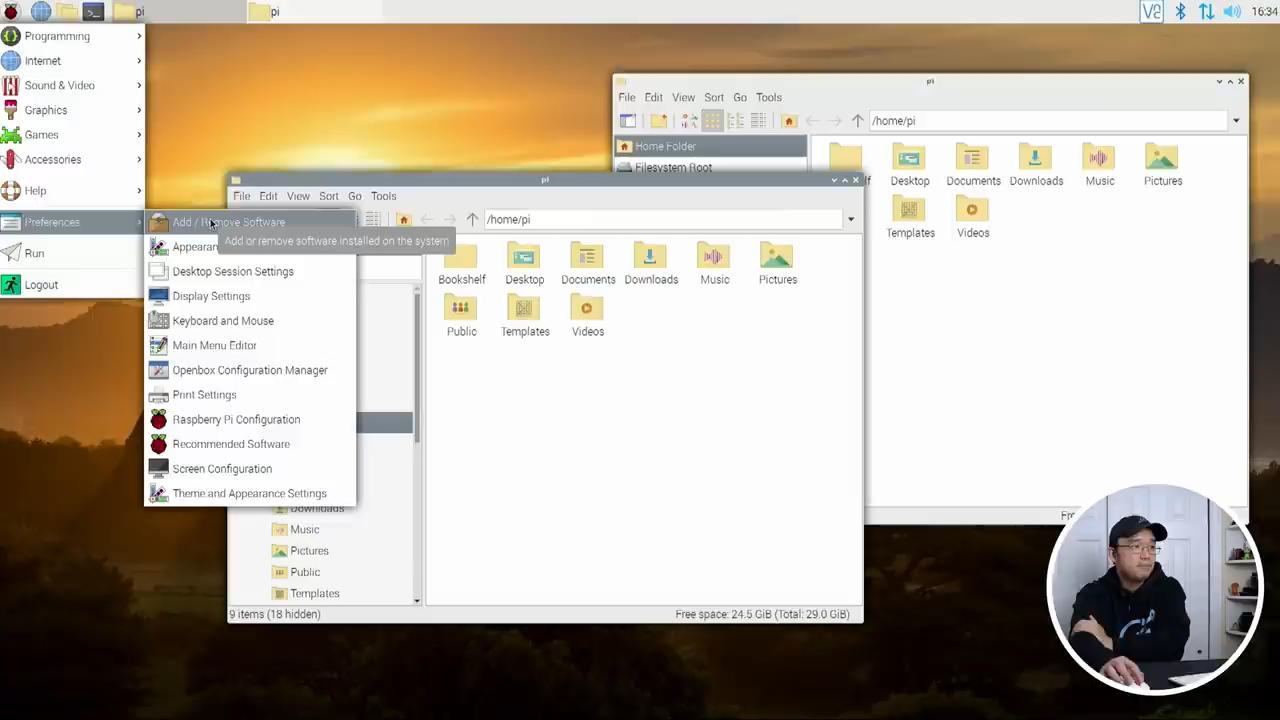 pi
pi
V2
16:34
Programming
Internet
Sound & Video
Graphics
Games
Accessories
Help
Preferences
Run
Logout
Add / Remove Software
Add or remove software installed on the system
Desktop Session Settings
Display Settings
Keyboard and Mouse
Main Menu Editor
Openbox Configuration Manager
Print Settings
Raspberry Pi Configuration
Recommended Software
Screen Configuration
Theme and Appearance Settings
pi
File Edit View Sort Go Tools
/home/pi
Bookshelf
Desktop
Documents
Downloads
Music
Pictures
Public
Templates
Videos
Downloads
Music
Pictures
Public
Templates
9 items (18 hidden)
Free space: 24.5 GiB (Total: 29.0 GiB)
pi
File Edit View Sort Go Tools
/home/pi
Home Folder
Filesystem Root
Desktop
Documents
Downloads
Music
Pictures
Templates
Videos